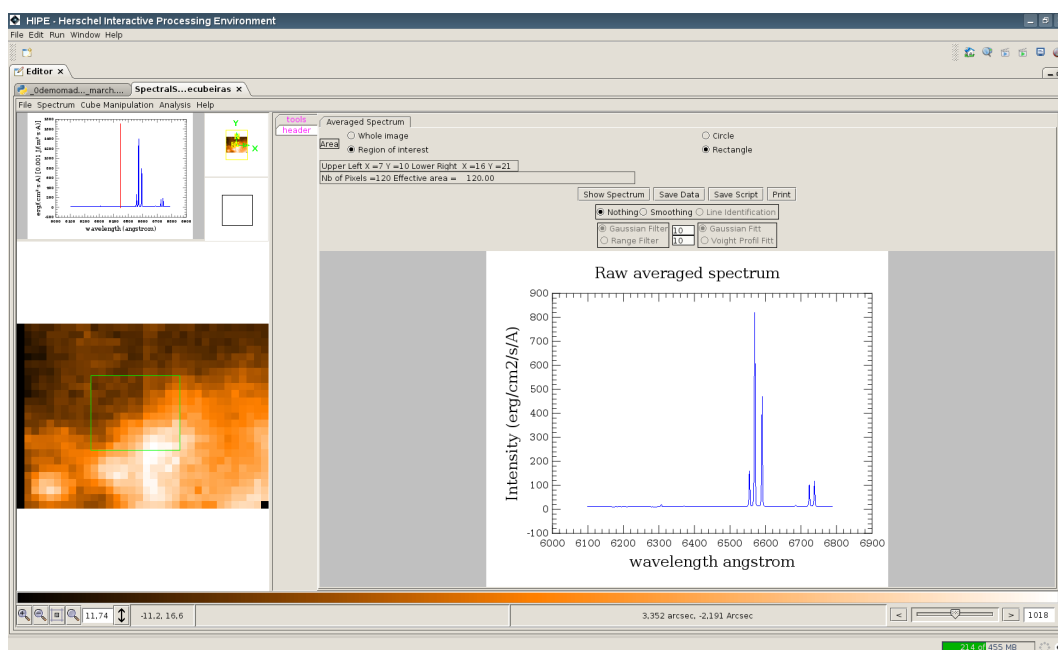 HIPE - Herschel Interactive Processing Environment
File Edit Run Window Help
Editor ×
_0demomad...._march.... SpectralS...ecubeiras ×
File Spectrum Cube Manipulation Analysis Help
tools
header
Averaged Spectrum
Area
Whole image
Region of interest
Circle
Rectangle
Upper Left X =7 Y =10 Lower Right X =16 Y =21
Nb of Pixels =120 Effective area = 120.00
Show Spectrum Save Data Save Script Print
Nothing Smoothing Line Identification
Gaussian Filter 10 Gaussian Fitt
Range Filter 10 Voight Profil Fitt
wavelength (angstrom)
Y
X
Raw averaged spectrum
Intensity (erg/cm2/s/A)
900
800
700
600
500
400
300
200
100
0
-100
6000 6100 6200 6300 6400 6500 6600 6700 6800 6900
wavelength angstrom
11,74 -11.2, 16,6 3,352 arcsec, -2,191 Arcsec < > 1018
214 of 455 MB